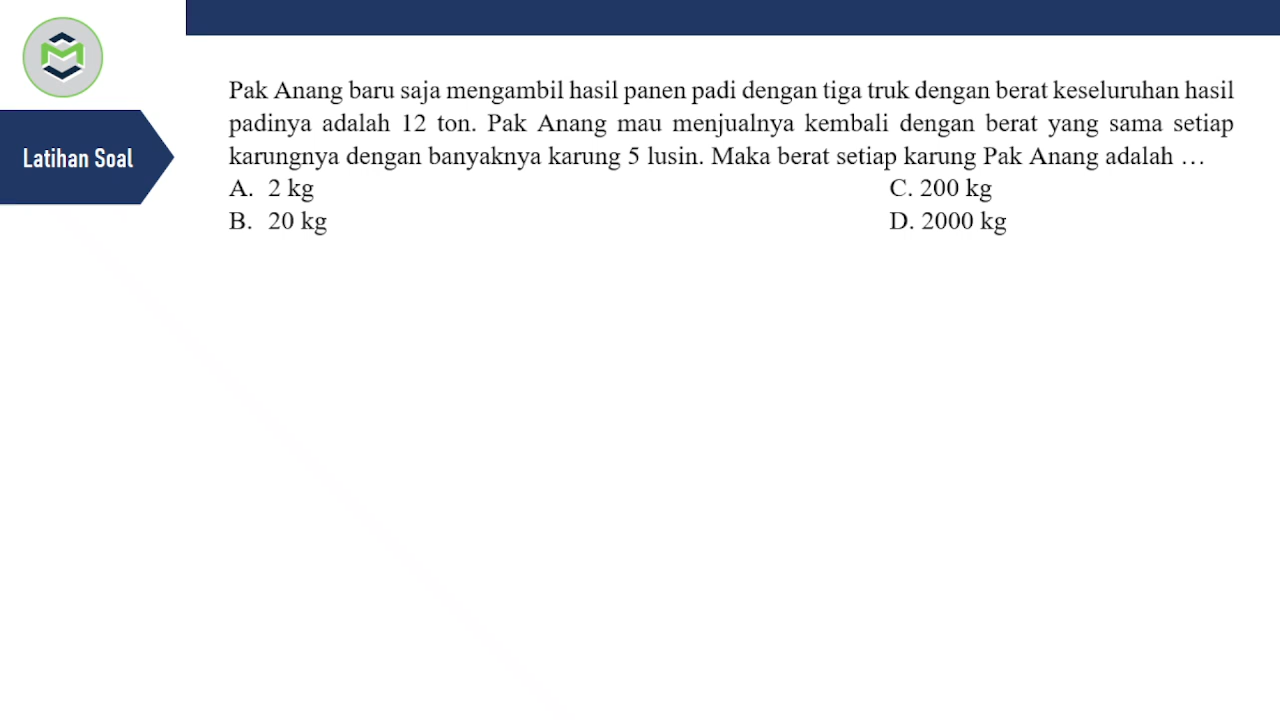 Latihan Soal
Pak Anang baru saja mengambil hasil panen padi dengan tiga truk dengan berat keseluruhan hasil
padinya adalah 12 ton. Pak Anang mau menjualnya kembali dengan berat yang sama setiap
karungnya dengan banyaknya karung 5 lusin. Maka berat setiap karung Pak Anang adalah …
A. 2 kg
C. 200 kg
B. 20 kg
D. 2000 kg